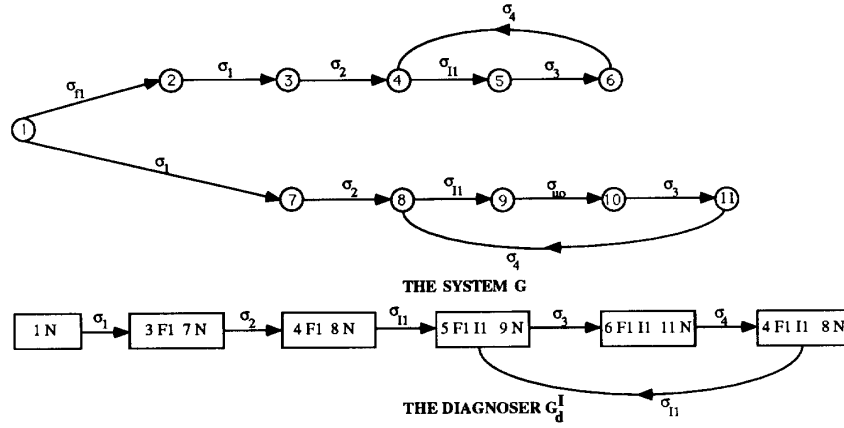 σ4
2 σ1 3 σ2 4 σI1 5 σ3 6
σf1
1
σ1
7 σ2 8 σI1 9 σuo 10 σ3 11
σ4
THE SYSTEM G
1 N σ1 3 F1 7 N σ2 4 F1 8 N σI1 5 F1 I1 9 N σ3 6 F1 I1 11 N σ4 4 F1 I1 8 N
THE DIAGNOSER G_d^I σI1